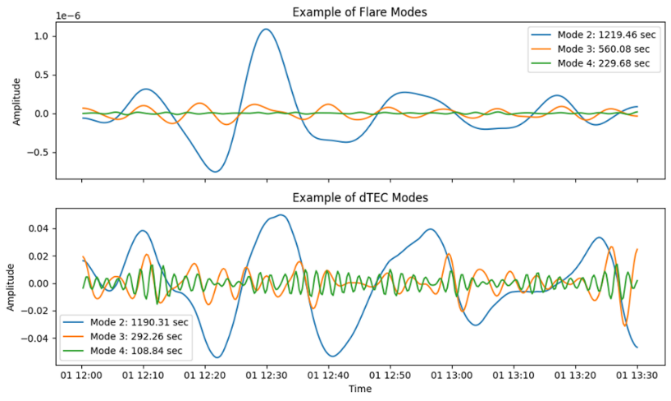 Example of Flare Modes
1e−6
1.0
0.5
0.0
−0.5
Amplitude
Mode 2: 1219.46 sec
Mode 3: 560.08 sec
Mode 4: 229.68 sec
Example of dTEC Modes
0.04
0.02
0.00
−0.02
−0.04
Amplitude
Mode 2: 1190.31 sec
Mode 3: 292.26 sec
Mode 4: 108.84 sec
01 12:00 01 12:10 01 12:20 01 12:30 01 12:40 01 12:50 01 13:00 01 13:10 01 13:20 01 13:30
Time